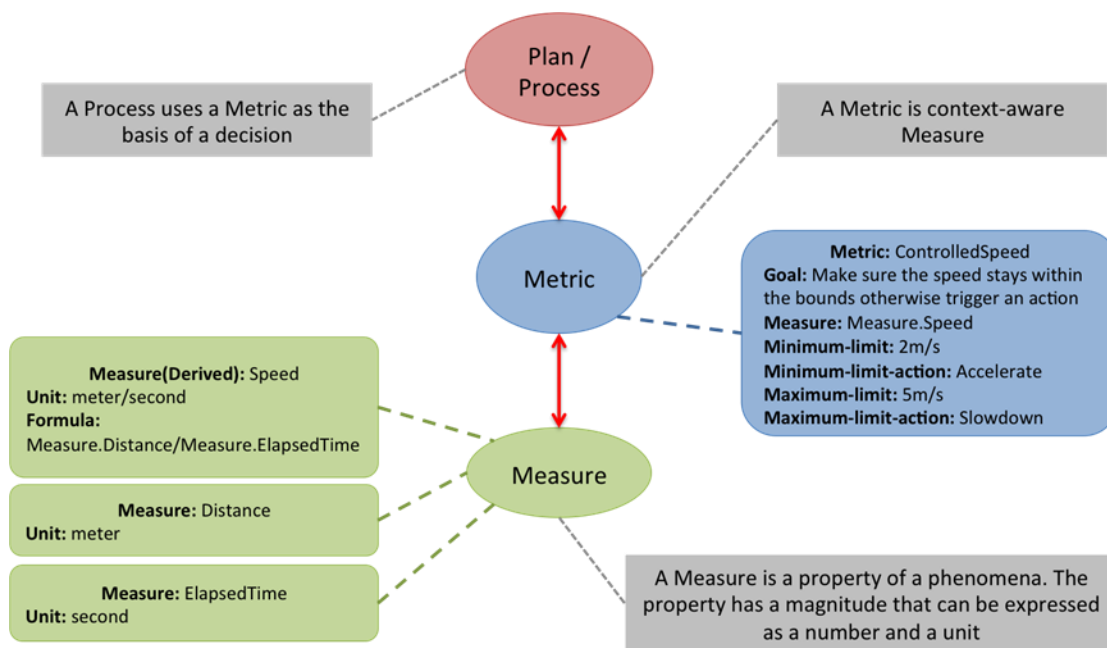 Plan /
Process
A Process uses a Metric as the
basis of a decision
A Metric is context-aware
Measure
Metric
Metric: ControlledSpeed
Goal: Make sure the speed stays within
the bounds otherwise trigger an action
Measure: Measure.Speed
Minimum-limit: 2m/s
Minimum-limit-action: Accelerate
Maximum-limit: 5m/s
Maximum-limit-action: Slowdown
Measure(Derived): Speed
Unit: meter/second
Formula:
Measure.Distance/Measure.ElapsedTime
Measure
Measure: Distance
Unit: meter
Measure: ElapsedTime
Unit: second
A Measure is a property of a phenomena. The
property has a magnitude that can be expressed
as a number and a unit